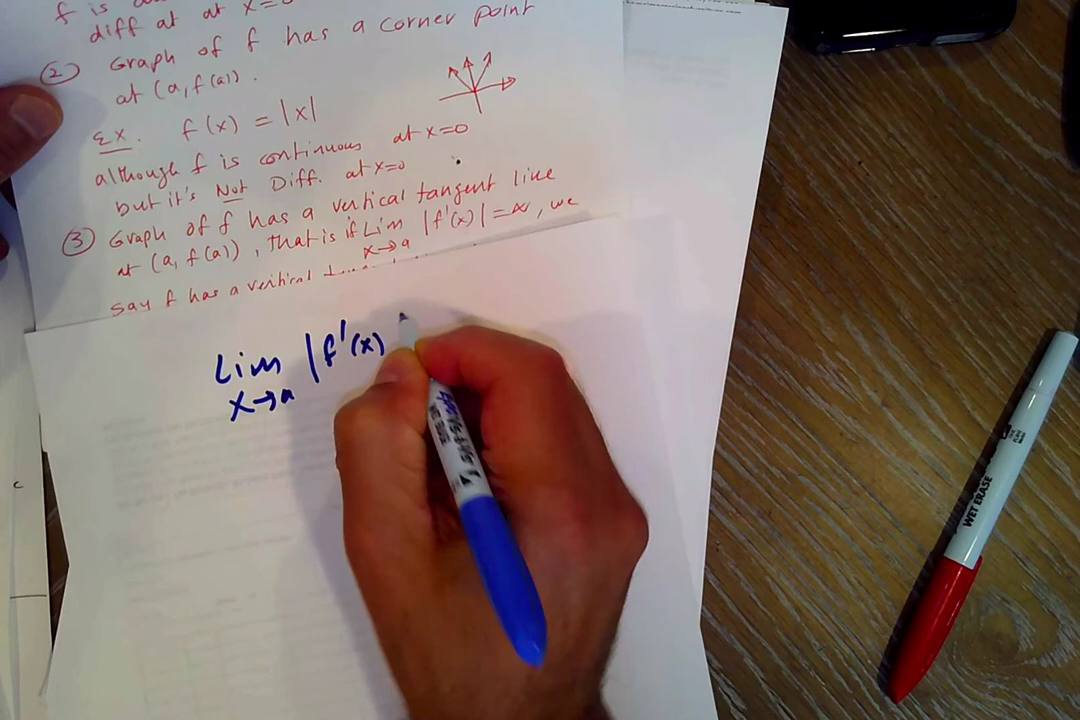 f is
diff at at x=0
② Graph of f has a corner point
at (a, f(a)).
Ex. f(x) = |x|
although f is continuous at x=0
but it's Not Diff. at x=0
③ Graph of f has a vertical tangent line
at (a, f(a)), that is if Lim |f'(x)| = ∞, we
x→a
say f has a vertical
Lim |f'(x)
x→a
WET ERASE
c